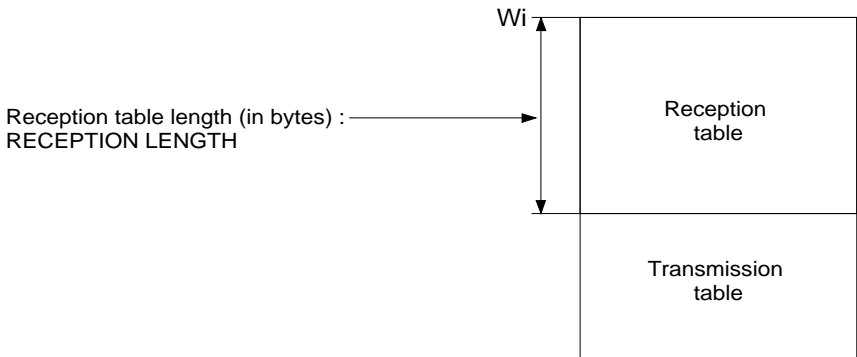 Wi
Reception table length (in bytes) :
RECEPTION LENGTH
Reception
table
Transmission
table